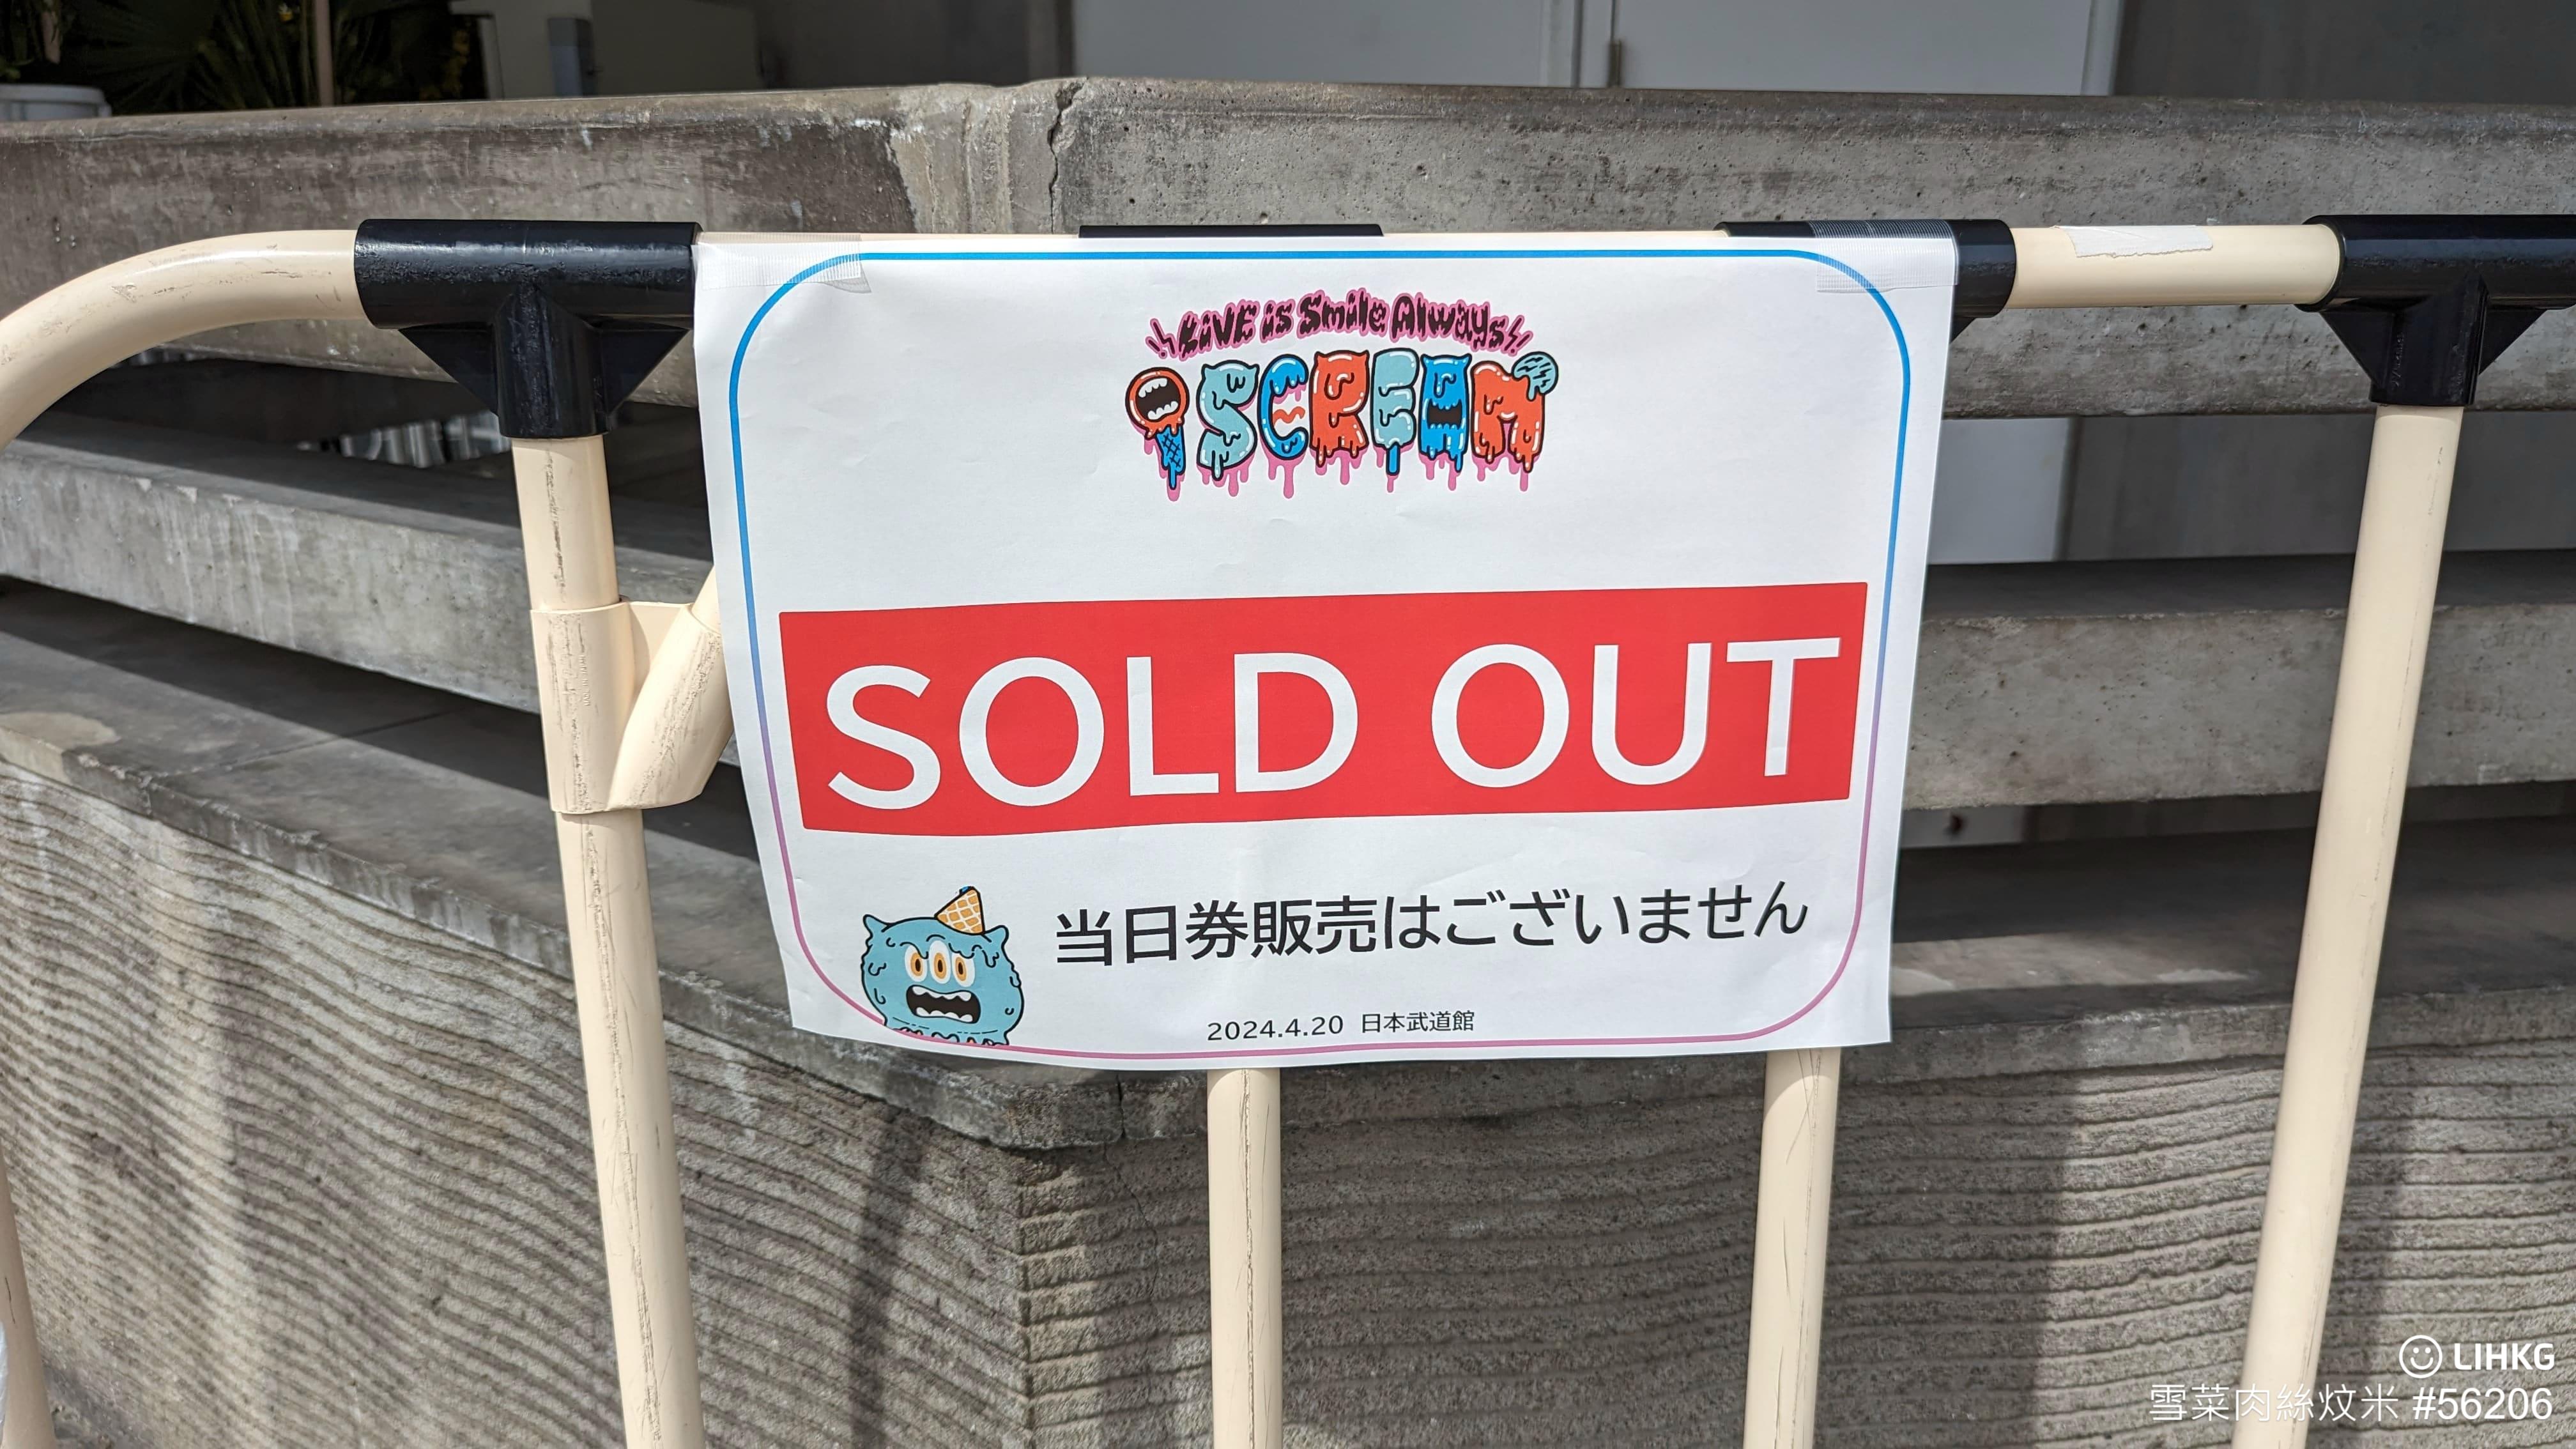 LiVE is Smile Always
SCREAM
SOLD OUT
当日券販売はございません
2024.4.20 日本武道館
LIHKG
雪菜肉絲炆米 #56206